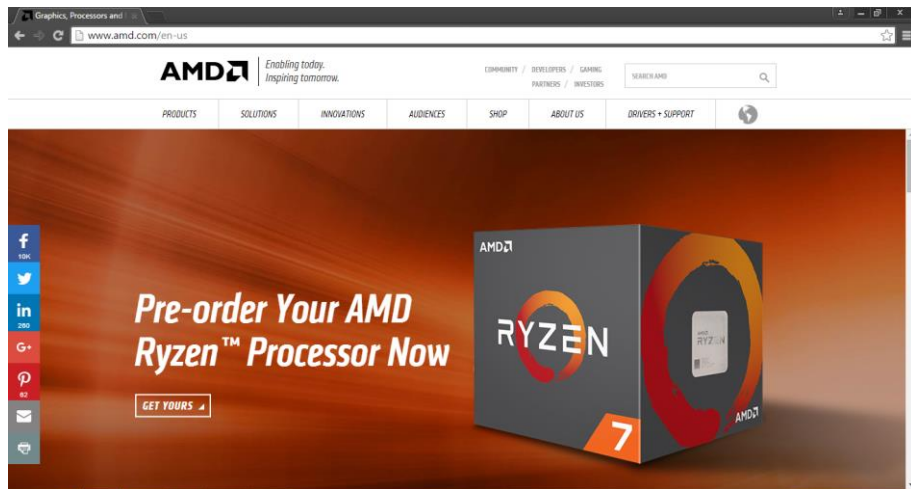 Graphics, Processors and
www.amd.com/en-us
AMD
Enabling today.
Inspiring tomorrow.
COMMUNITY / DEVELOPERS / GAMING
PARTNERS / INVESTORS
SEARCH AMD
PRODUCTS SOLUTIONS INNOVATIONS AUDIENCES SHOP ABOUT US DRIVERS + SUPPORT
f
10K
in
260
G+
62
Pre-order Your AMD
Ryzen™ Processor Now
GET YOURS
AMD
RYZEN
7
RYZEN
AMD